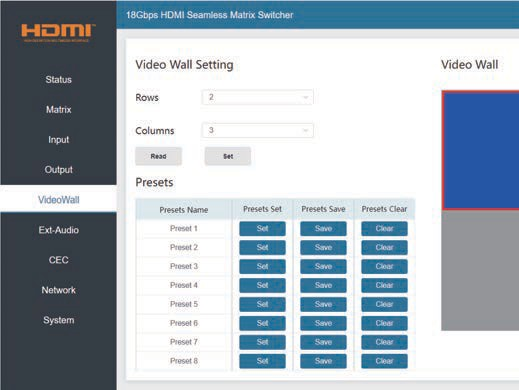 HDMI
HIGH-DEFINITION MULTIMEDIA INTERFACE
18Gbps HDMI Seamless Matrix Switcher
Status
Matrix
Input
Output
VideoWall
Ext-Audio
CEC
Network
System
Video Wall Setting
Rows 2
Columns 3
Read Set
Presets
Presets Name Presets Set Presets Save Presets Clear
Preset 1 Set Save Clear
Preset 2 Set Save Clear
Preset 3 Set Save Clear
Preset 4 Set Save Clear
Preset 5 Set Save Clear
Preset 6 Set Save Clear
Preset 7 Set Save Clear
Preset 8 Set Save Clear
Video Wall